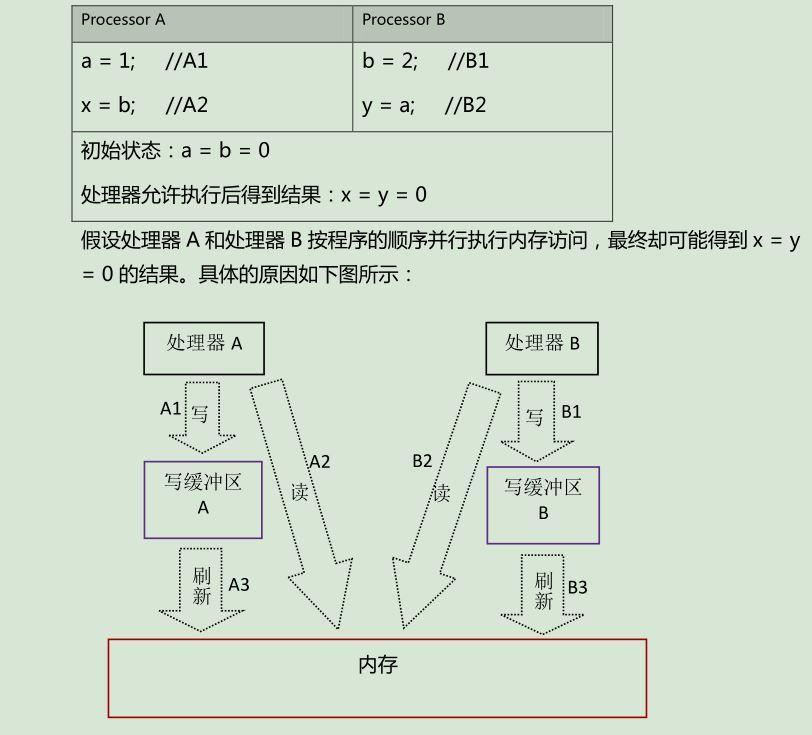 Processor A Processor B
a = 1; //A1 b = 2; //B1
x = b; //A2 y = a; //B2
初始状态：a = b = 0
处理器允许执行后得到结果：x = y = 0
假设处理器 A 和处理器 B 按程序的顺序并行执行内存访问，最终却可能得到 x = y
= 0 的结果。具体的原因如下图所示：
处理器 A 处理器 B
A1 写 写 B1
A2 B2
读 读
写缓冲区 写缓冲区
A B
刷 刷
新 新
A3 B3
内存